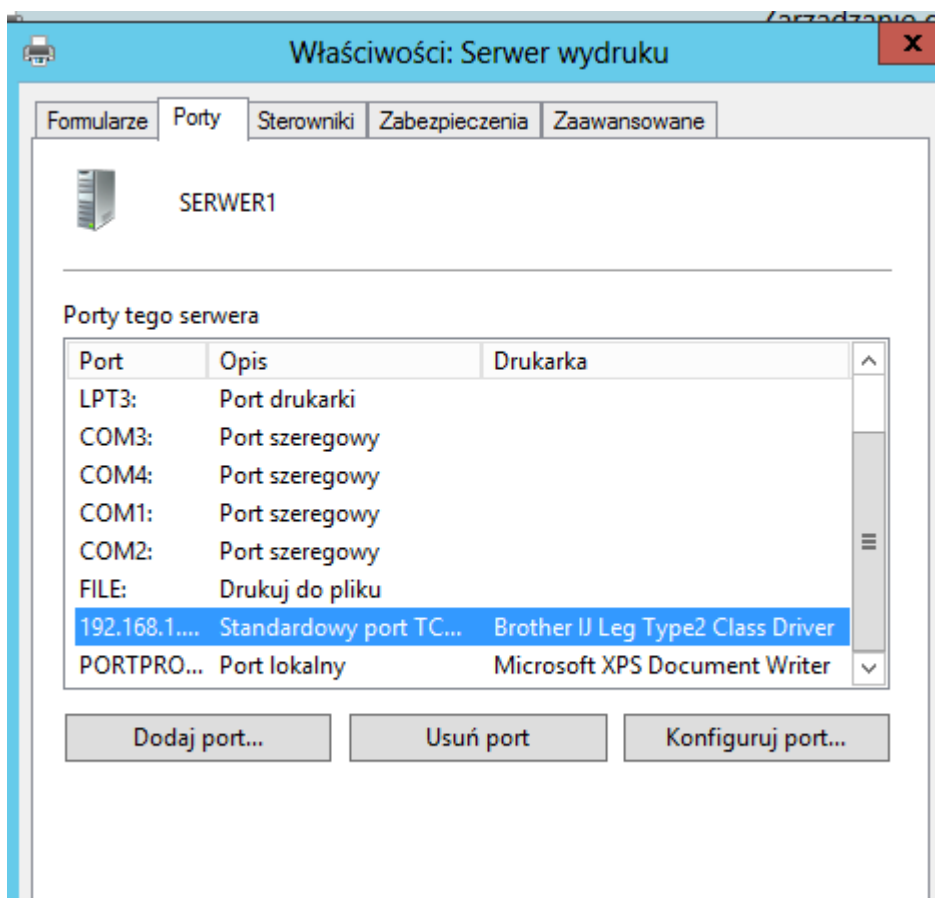 Zarządzanie
Właściwości: Serwer wydruku
x
Formularze Porty Sterowniki Zabezpieczenia Zaawansowane
SERWER1
Porty tego serwera
Port Opis Drukarka
LPT3: Port drukarki
COM3: Port szeregowy
COM4: Port szeregowy
COM1: Port szeregowy
COM2: Port szeregowy
FILE: Drukuj do pliku
192.168.1.... Standardowy port TC... Brother IJ Leg Type2 Class Driver
PORTPRO... Port lokalny Microsoft XPS Document Writer
Dodaj port... Usuń port Konfiguruj port...